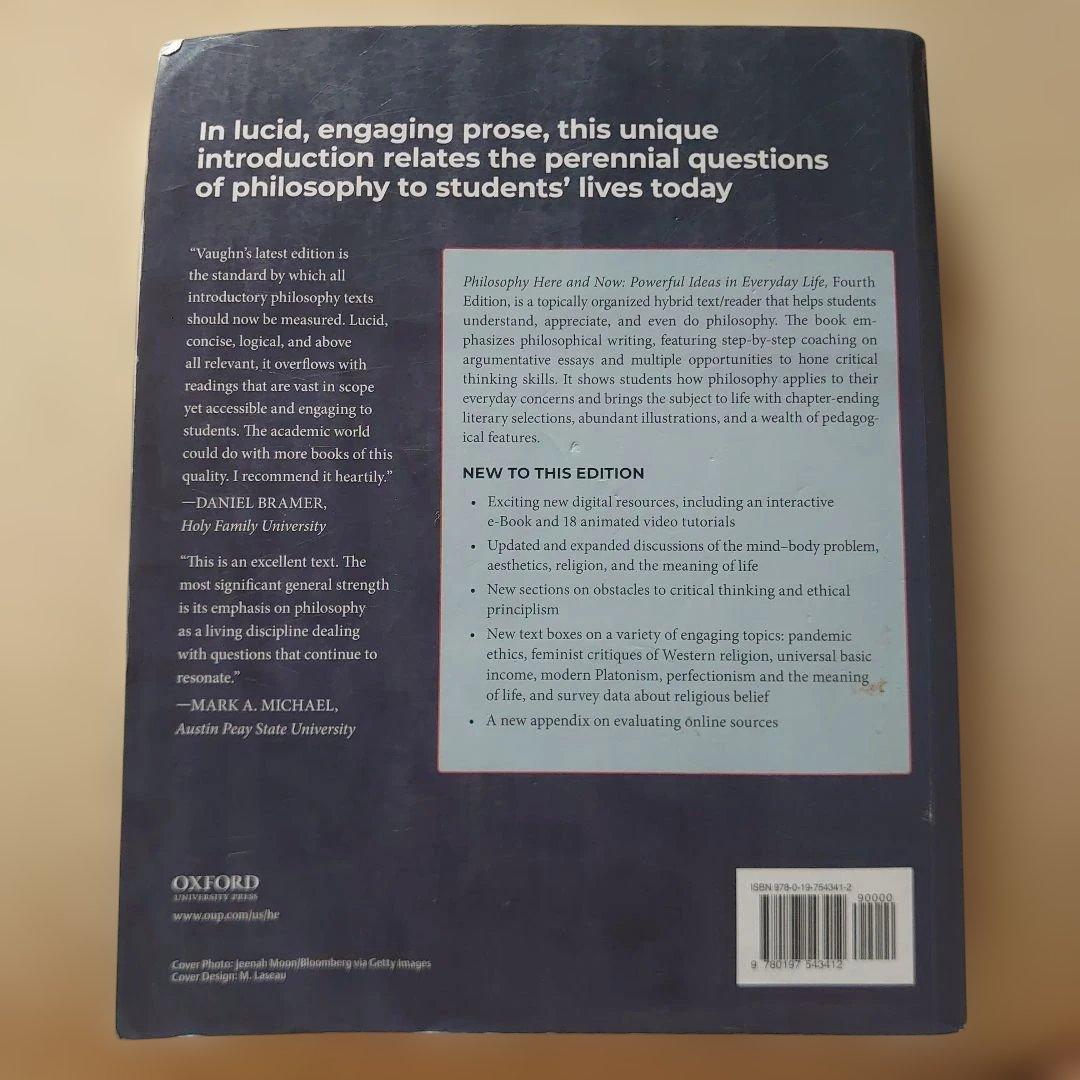 In lucid, engaging prose, this unique
introduction relates the perennial questions
of philosophy to students' lives today
“Vaughn's latest edition is
the standard by which all
introductory philosophy texts
should now be measured. Lucid,
concise, logical, and above
all relevant, it overflows with
readings that are vast in scope
yet accessible and engaging to
students. The academic world
could do with more books of this
quality. I recommend it heartily.”
—DANIEL BRAMER,
Holy Family University
“This is an excellent text. The
most significant general strength
is its emphasis on philosophy
as a living discipline dealing
with questions that continue to
resonate.”
—MARK A. MICHAEL,
Austin Peay State University
Philosophy Here and Now: Powerful Ideas in Everyday Life, Fourth
Edition, is a topically organized hybrid text/reader that helps students
understand, appreciate, and even do philosophy. The book em-
phasizes philosophical writing, featuring step-by-step coaching on
argumentative essays and multiple opportunities to hone critical
thinking skills. It shows students how philosophy applies to their
everyday concerns and brings the subject to life with chapter-ending
literary selections, abundant illustrations, and a wealth of pedagog-
ical features.
NEW TO THIS EDITION
• Exciting new digital resources, including an interactive
e-Book and 18 animated video tutorials
• Updated and expanded discussions of the mind–body problem,
aesthetics, religion, and the meaning of life
• New sections on obstacles to critical thinking and ethical
principlism
• New text boxes on a variety of engaging topics: pandemic
ethics, feminist critiques of Western religion, universal basic
income, modern Platonism, perfectionism and the meaning
of life, and survey data about religious belief
• A new appendix on evaluating online sources
OXFORD
UNIVERSITY PRESS
www.oup.com/us/he
Cover Photo: Jeenah Moon/Bloomberg via Getty Images
Cover Design: M. Laseau
ISBN 978-0-19-754341-2
90000
9 780197 543412